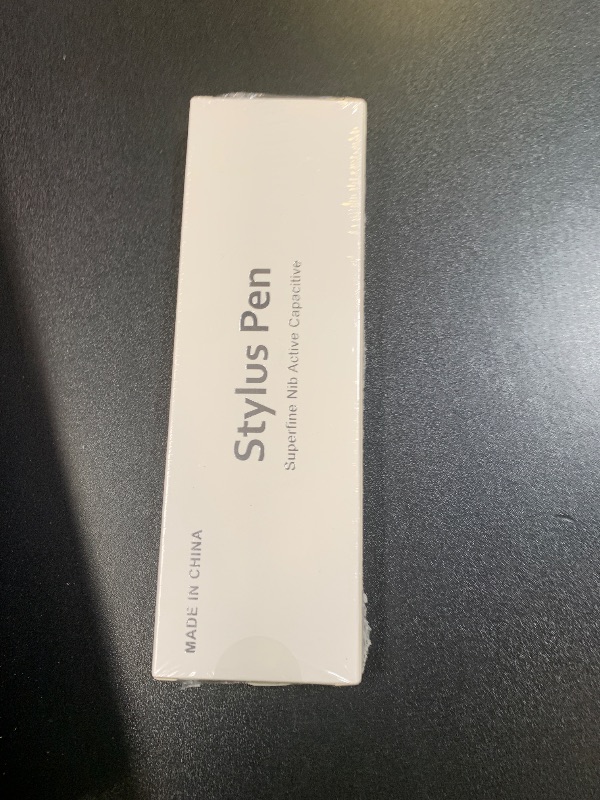 Stylus Pen
Superfine Nib Active Capacitive
MADE IN CHINA